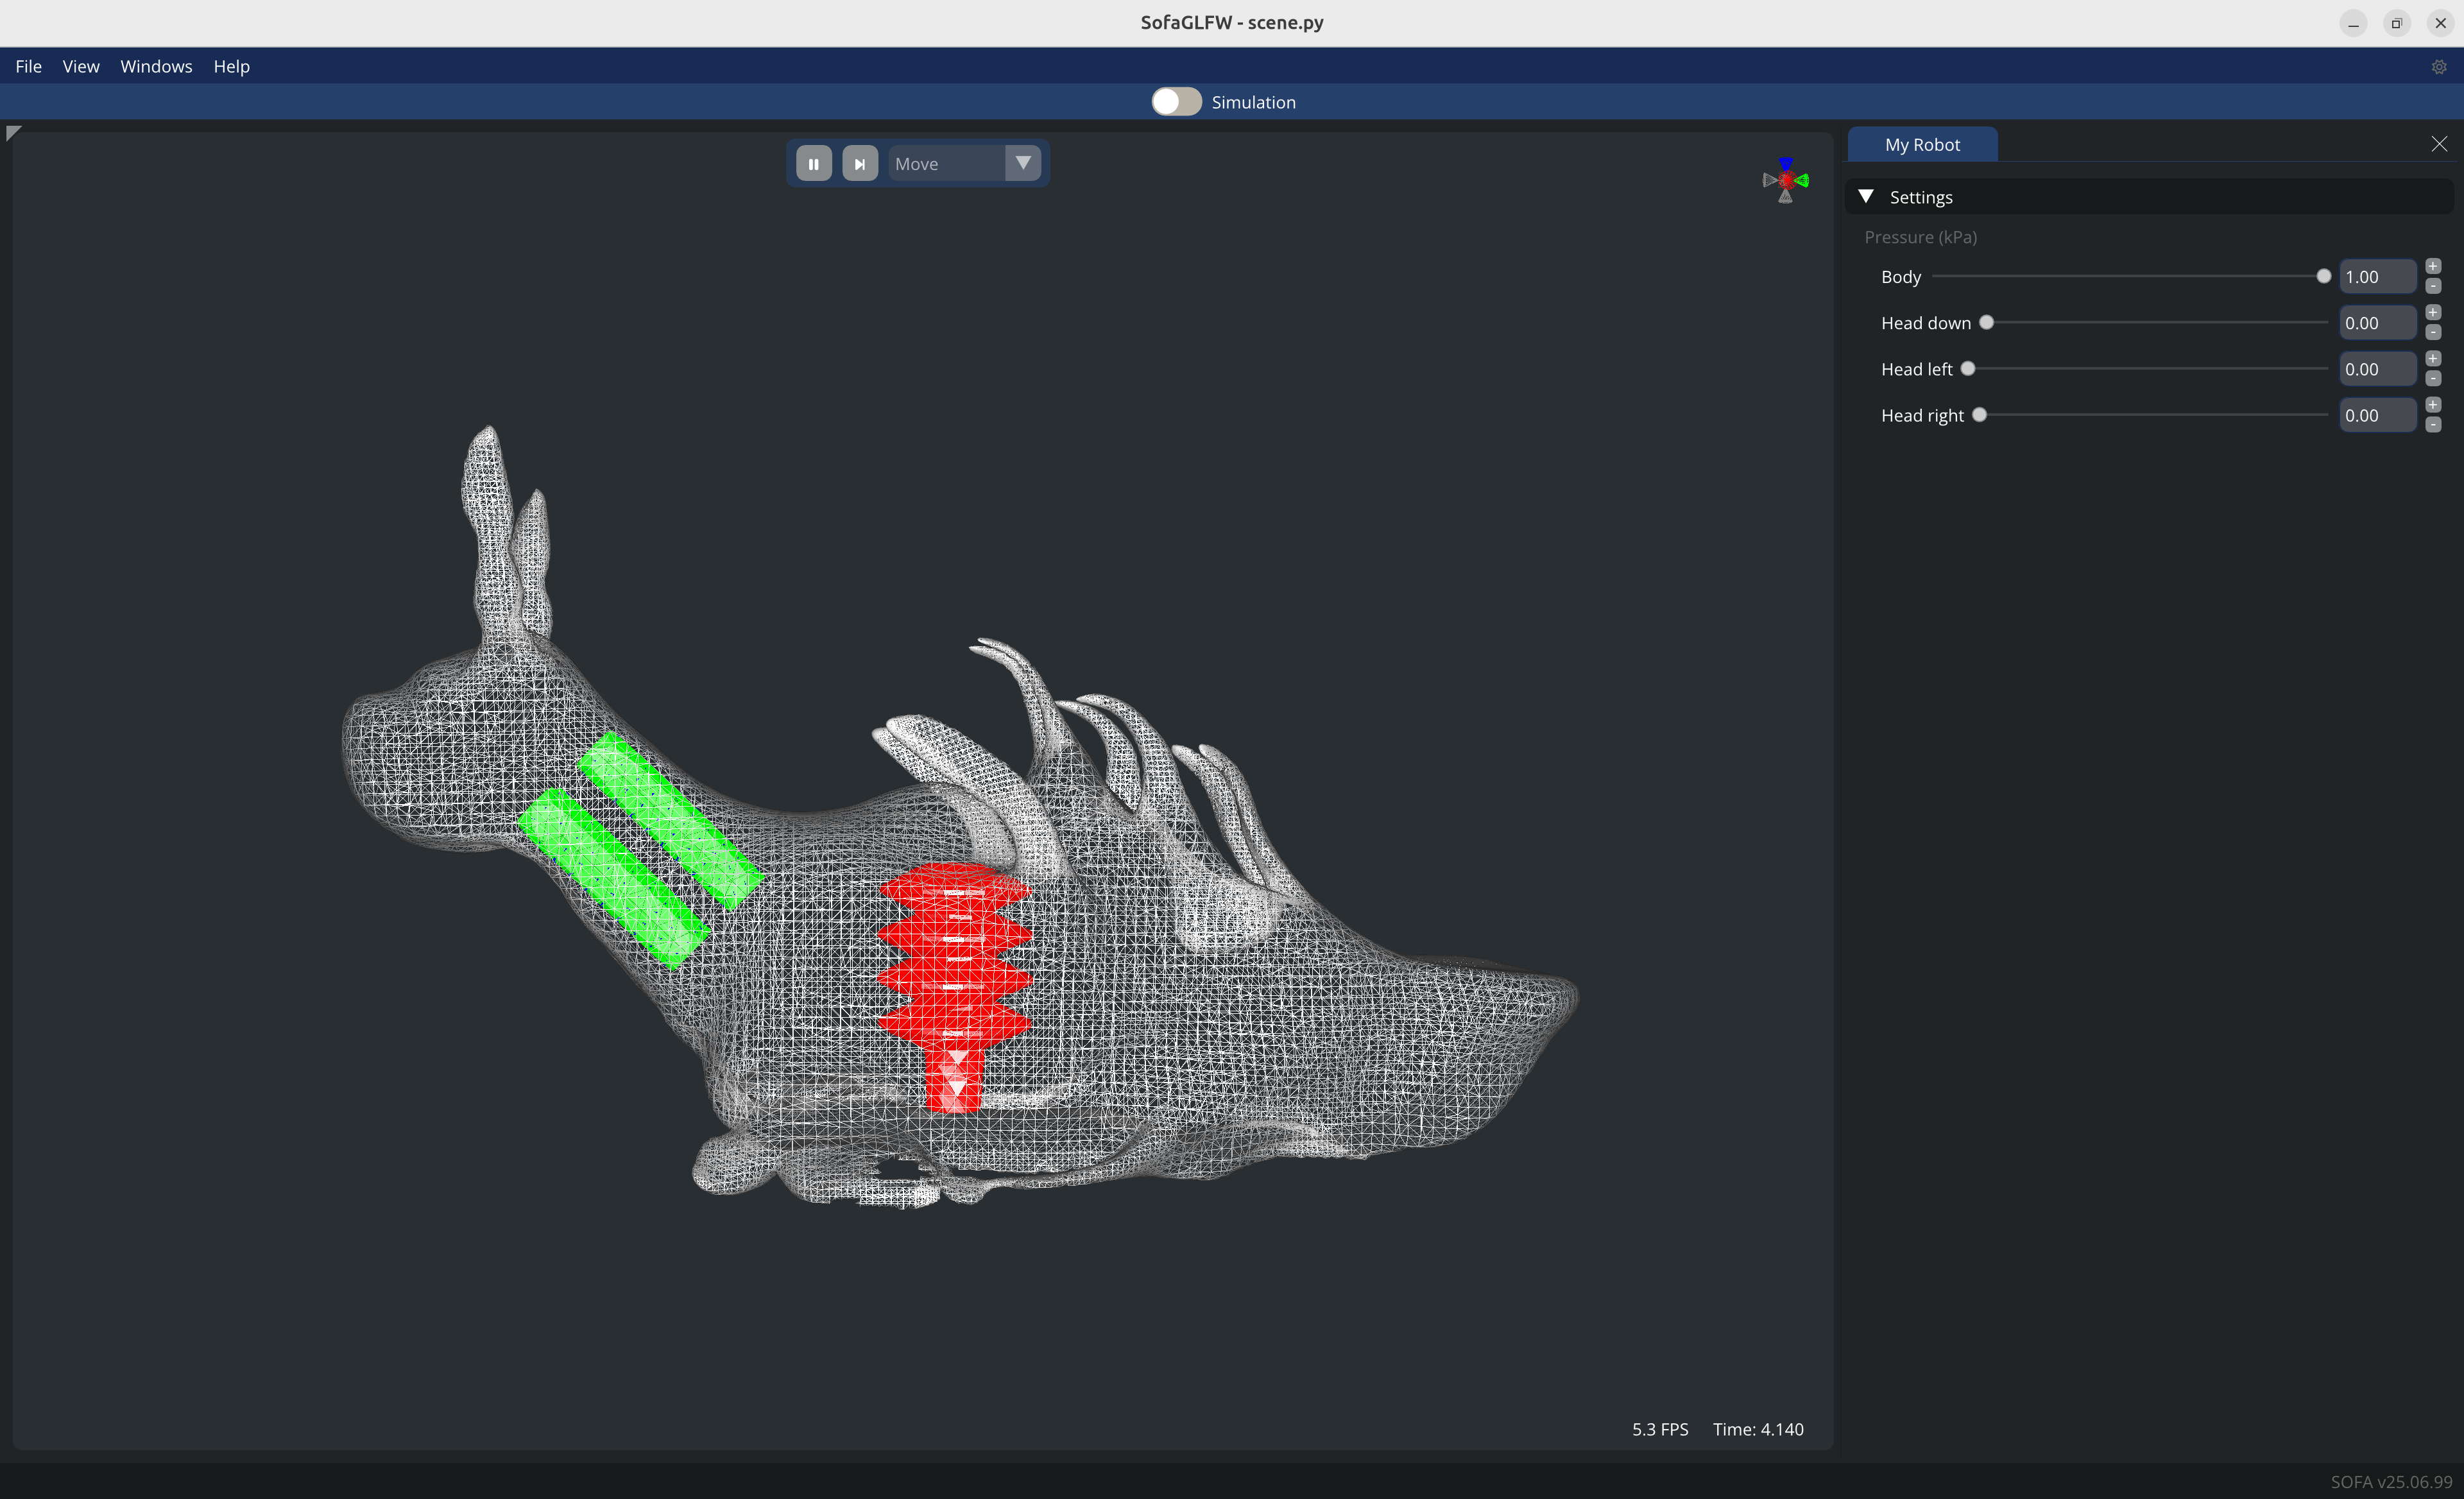 SofaGLFW - scene.py
File View Windows Help
Simulation
Move
My Robot
Settings
Pressure (kPa)
Body 1.00 + -
Head down 0.00 + -
Head left 0.00 + -
Head right 0.00 + -
5.3 FPS Time: 4.140
SOFA v25.06.99